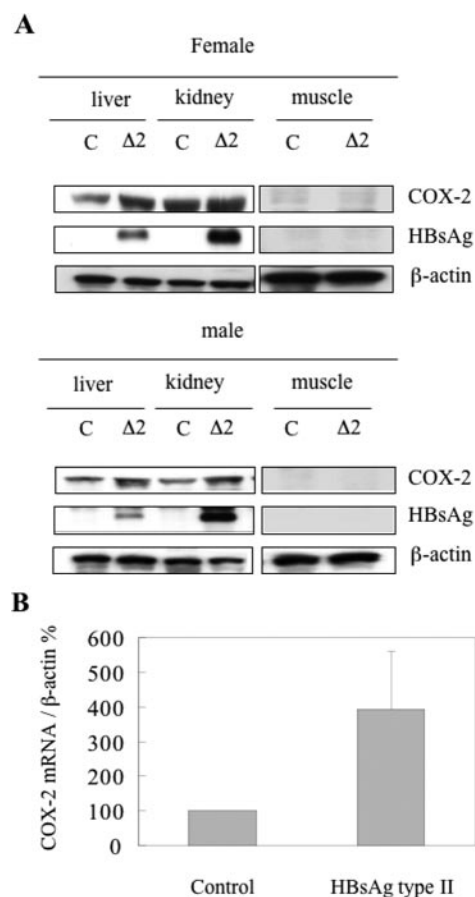 A
Female
liver kidney muscle
C Δ2 C Δ2 C Δ2
COX-2
HBsAg
β-actin
male
liver kidney muscle
C Δ2 C Δ2 C Δ2
COX-2
HBsAg
β-actin
B
COX-2 mRNA / β-actin %
600
500
400
300
200
100
0
Control HBsAg type II